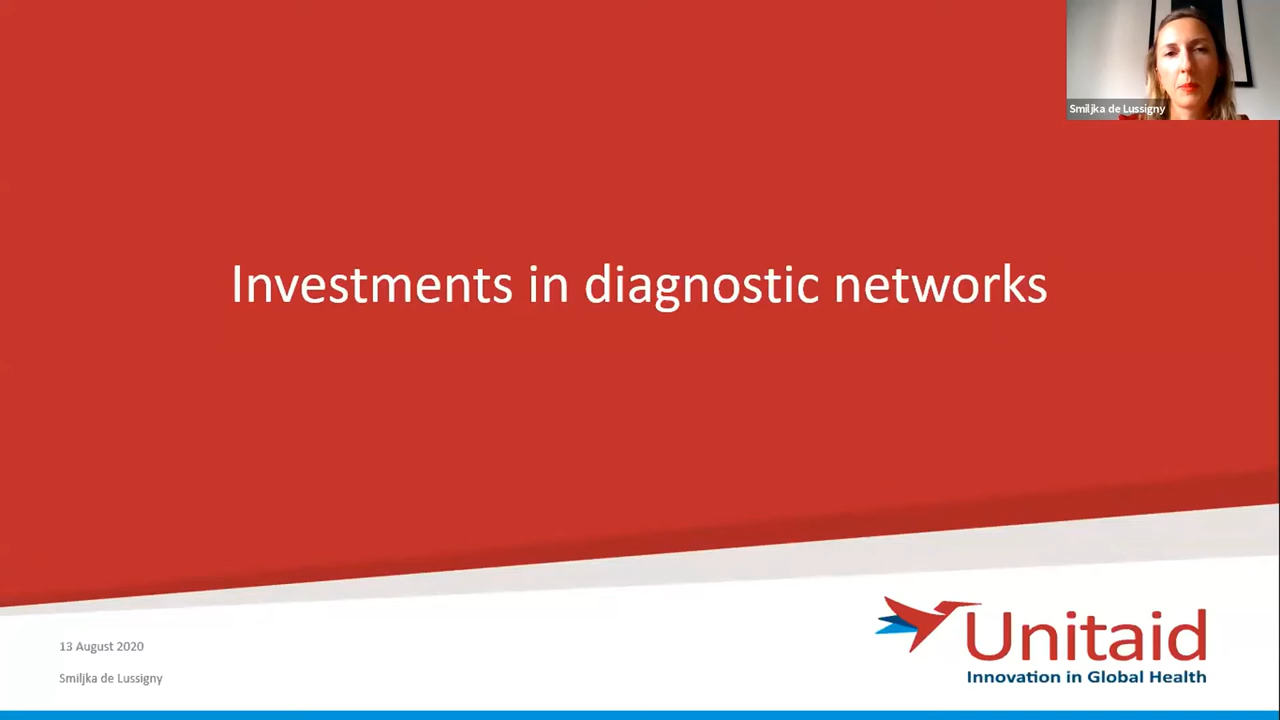 Smiljka de Lussigny
Investments in diagnostic networks
13 August 2020
Smiljka de Lussigny
Unitaid
Innovation in Global Health